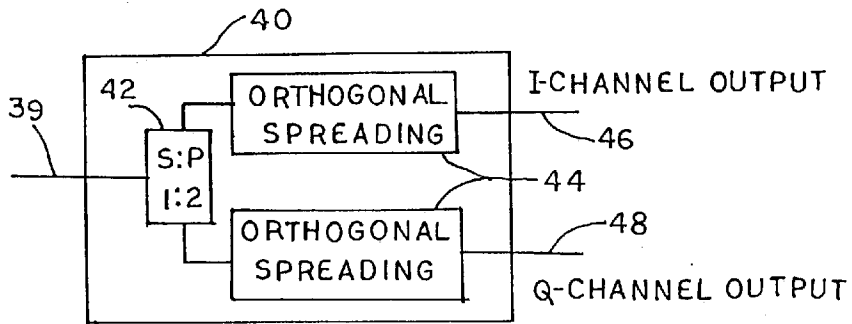 40
42
ORTHOGONAL
SPREADING
I-CHANNEL OUTPUT
39
46
S:P
1:2
44
ORTHOGONAL
SPREADING
48
Q-CHANNEL OUTPUT